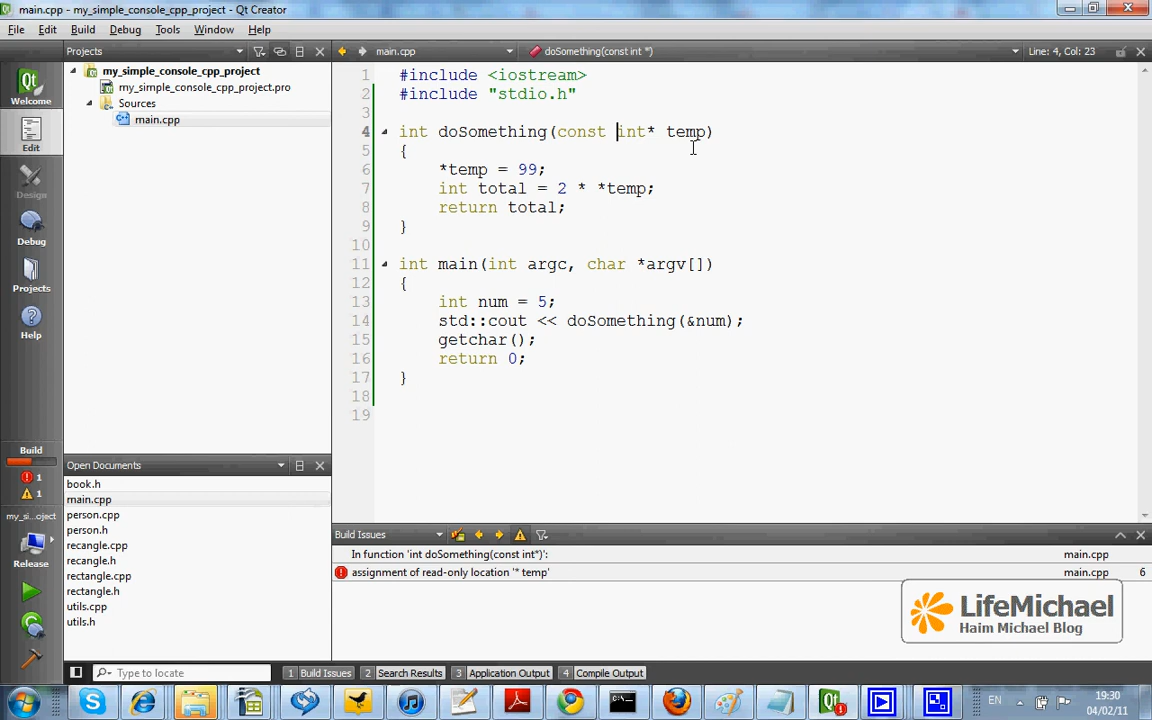 main.cpp - my_simple_console_cpp_project - Qt Creator
File Edit Build Debug Tools Window Help
Projects
main.cpp
doSomething(const int *)
Line: 4, Col: 23
Welcome
Edit
Design
Debug
Projects
Help
Build
1
1
my_si...oject
Release
my_simple_console_cpp_project
my_simple_console_cpp_project.pro
Sources
main.cpp
Open Documents
book.h
main.cpp
person.cpp
person.h
recangle.cpp
recangle.h
rectangle.cpp
rectangle.h
utils.cpp
utils.h
1 #include <iostream>
2 #include "stdio.h"
3
4 int doSomething(const int* temp)
5 {
6 *temp = 99;
7 int total = 2 * *temp;
8 return total;
9 }
10
11 int main(int argc, char *argv[])
12 {
13 int num = 5;
14 std::cout << doSomething(&num);
15 getchar();
16 return 0;
17 }
18
19
Build Issues
In function 'int doSomething(const int*)': main.cpp
assignment of read-only location '* temp' main.cpp 6
LifeMichael
Haim Michael Blog
Type to locate
1 Build Issues 2 Search Results 3 Application Output 4 Compile Output
EN
19:30
04/02/11